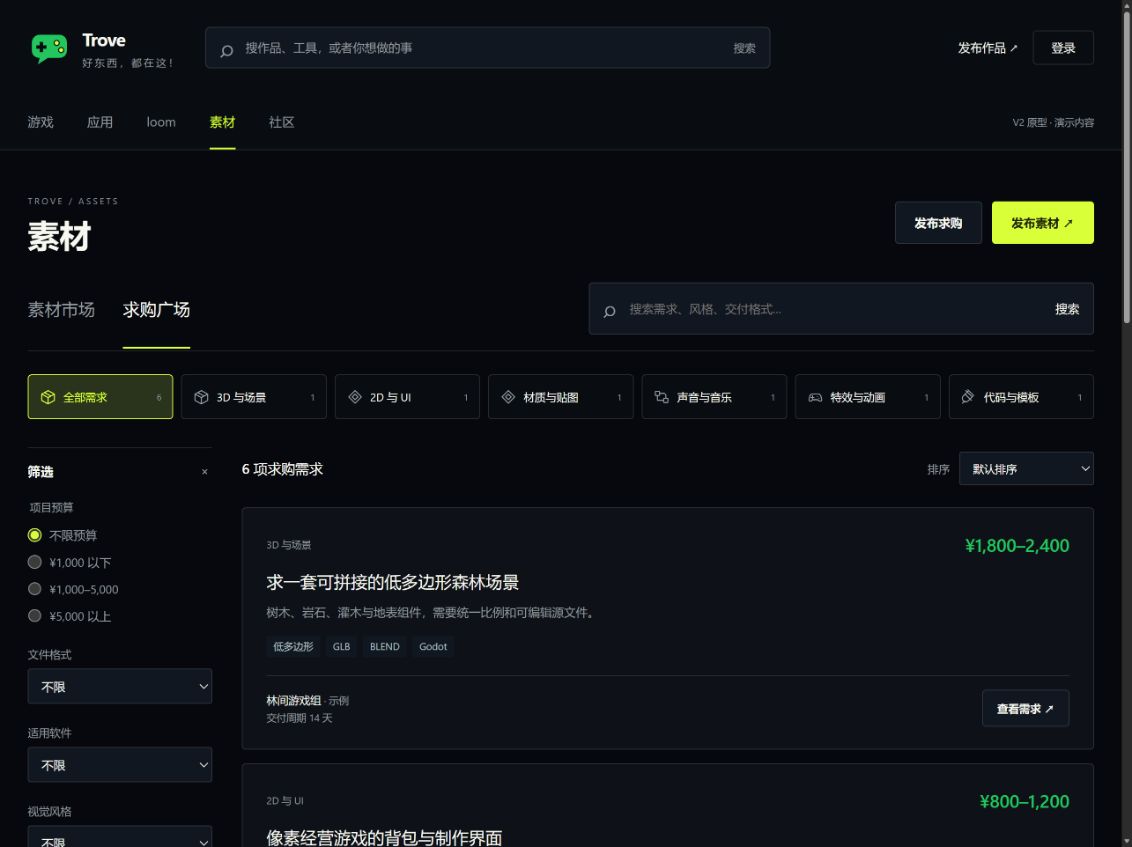 Trove
好东西，都在这！
搜作品、工具，或者你想做的事
搜索
发布作品 ↗
登录
游戏
应用
loom
素材
社区
V2 原型 · 演示内容
TROVE / ASSETS
素材
发布求购
发布素材 ↗
素材市场
求购广场
搜索需求、风格、交付格式...
搜索
全部需求 6
3D 与场景 1
2D 与 UI 1
材质与贴图 1
声音与音乐 1
特效与动画 1
代码与模板 1
筛选 ×
项目预算
不限预算
¥1,000 以下
¥1,000–5,000
¥5,000 以上
文件格式
不限
适用软件
不限
视觉风格
不限
6 项求购需求
排序
默认排序
3D 与场景
¥1,800–2,400
求一套可拼接的低多边形森林场景
树木、岩石、灌木与地表组件，需要统一比例和可编辑源文件。
低多边形 GLB BLEND Godot
林间游戏组 · 示例
交付周期 14 天
查看需求 ↗
2D 与 UI
¥800–1,200
像素经营游戏的背包与制作界面